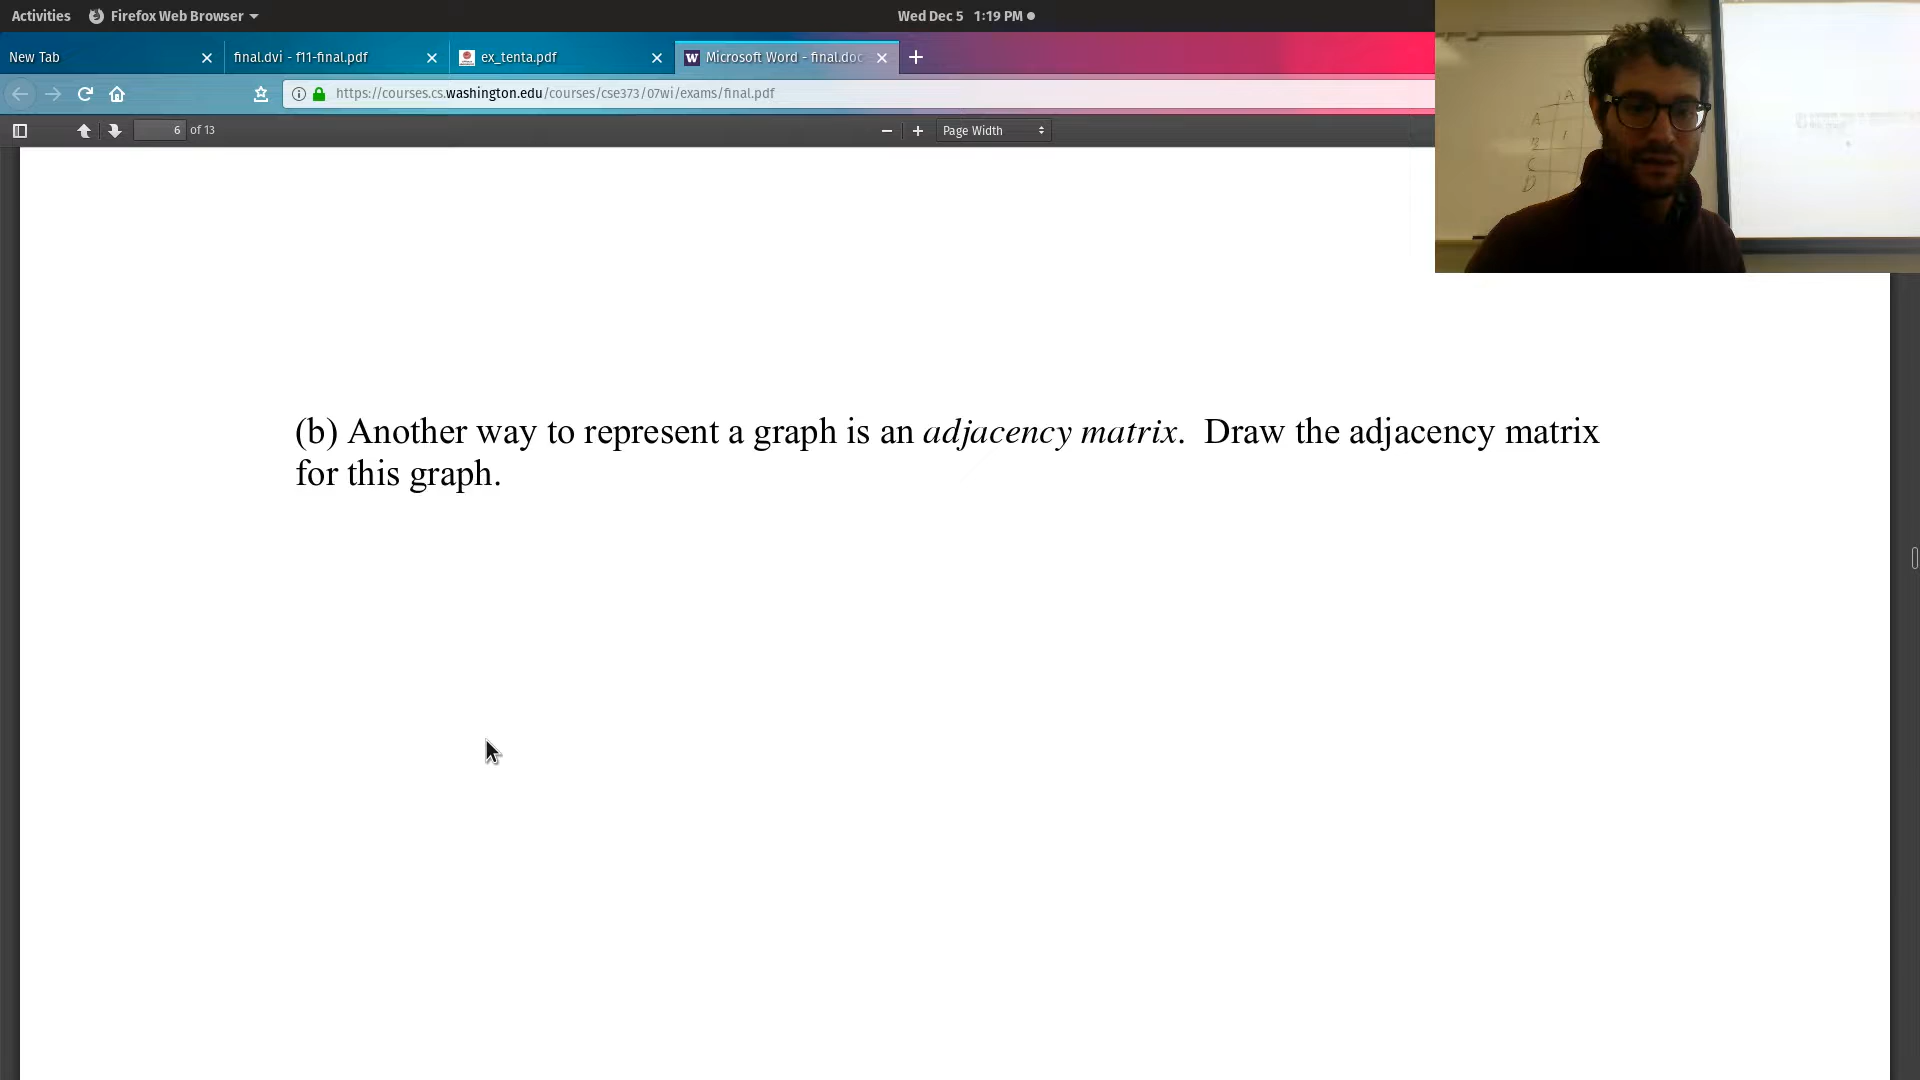 Activities Firefox Web Browser Wed Dec 5 1:19 PM
New Tab final.dvi - f11-final.pdf ex_tenta.pdf W Microsoft Word - final.doc
https://courses.cs.washington.edu/courses/cse373/07wi/exams/final.pdf
6 of 13 Page Width
A
A
B 1
C
D
(b) Another way to represent a graph is an adjacency matrix. Draw the adjacency matrix
for this graph.